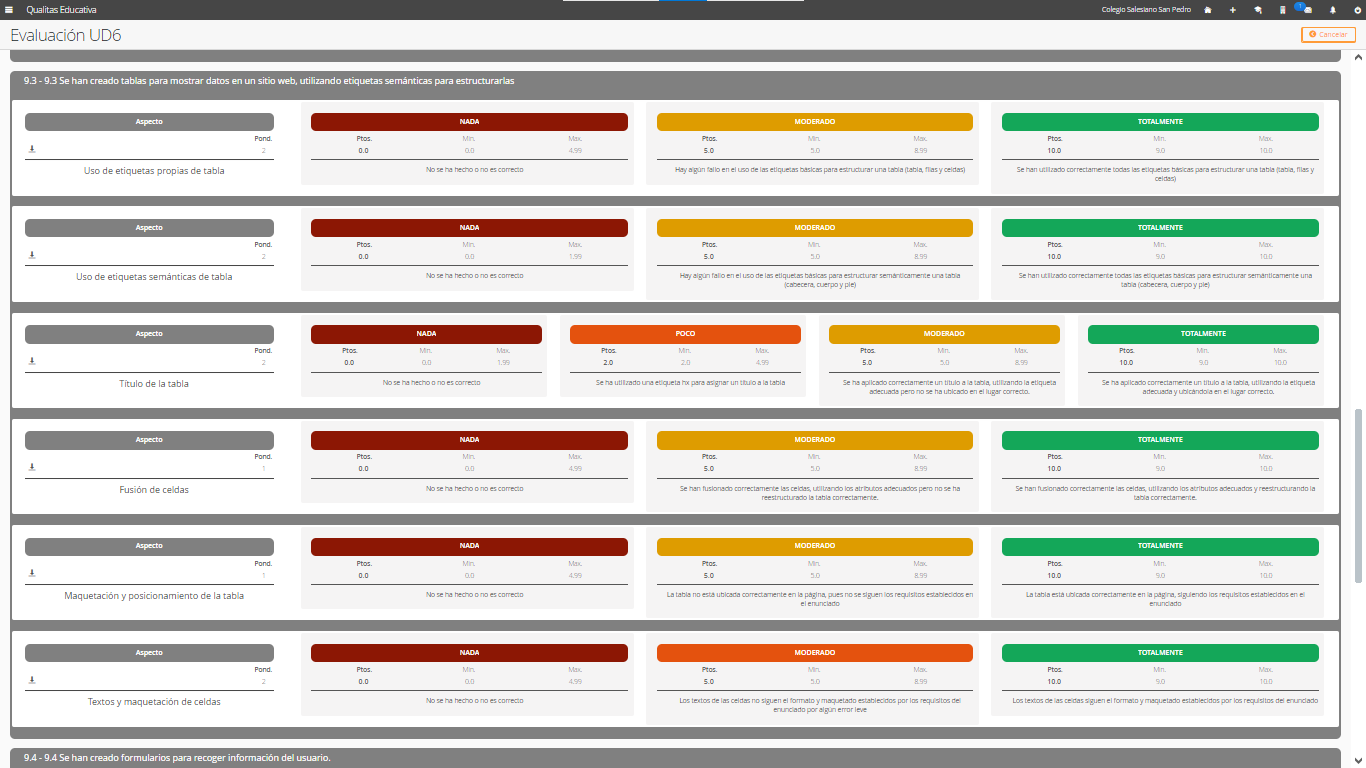 Qualitas Educativa
Colegio Salesiano San Pedro
1
Evaluación UD6
Cancelar
9.3 - 9.3 Se han creado tablas para mostrar datos en un sitio web, utilizando etiquetas semánticas para estructurarlas
Aspecto NADA MODERADO TOTALMENTE
Pond. Ptos. Min. Max. Ptos. Min. Max. Ptos. Min. Max.
2 0.0 0.0 4.99 5.0 5.0 8.99 10.0 9.0 10.0
Uso de etiquetas propias de tabla
No se ha hecho o no es correcto
Hay algún fallo en el uso de las etiquetas básicas para estructurar una tabla (tabla, filas y celdas)
Se han utilizado correctamente todas las etiquetas básicas para estructurar una tabla (tabla, filas y
celdas)
Aspecto NADA MODERADO TOTALMENTE
Pond. Ptos. Min. Max. Ptos. Min. Max. Ptos. Min. Max.
2 0.0 0.0 1.99 5.0 5.0 8.99 10.0 9.0 10.0
Uso de etiquetas semánticas de tabla
No se ha hecho o no es correcto
Hay algún fallo en el uso de las etiquetas básicas para estructurar semánticamente una tabla
(cabecera, cuerpo y pie)
Se han utilizado correctamente todas las etiquetas básicas para estructurar semánticamente una
tabla (cabecera, cuerpo y pie)
Aspecto NADA POCO MODERADO TOTALMENTE
Pond. Ptos. Min. Max. Ptos. Min. Max. Ptos. Min. Max. Ptos. Min. Max.
2 0.0 0.0 1.99 2.0 2.0 4.99 5.0 5.0 8.99 10.0 9.0 10.0
Título de la tabla
No se ha hecho o no es correcto
Se ha utilizado una etiqueta hx para asignar un título a la tabla
Se ha aplicado correctamente un título a la tabla, utilizando la etiqueta
adecuada pero no se ha ubicado en el lugar correcto.
Se ha aplicado correctamente un título a la tabla, utilizando la etiqueta
adecuada y ubicándola en el lugar correcto.
Aspecto NADA MODERADO TOTALMENTE
Pond. Ptos. Min. Max. Ptos. Min. Max. Ptos. Min. Max.
1 0.0 0.0 4.99 5.0 5.0 8.99 10.0 9.0 10.0
Fusión de celdas
No se ha hecho o no es correcto
Se han fusionado correctamente las celdas, utilizando los atributos adecuados pero no se ha
reestructurado la tabla correctamente.
Se han fusionado correctamente las celdas, utilizando los atributos adecuados y reestructurando la
tabla correctamente.
Aspecto NADA MODERADO TOTALMENTE
Pond. Ptos. Min. Max. Ptos. Min. Max. Ptos. Min. Max.
1 0.0 0.0 4.99 5.0 5.0 8.99 10.0 9.0 10.0
Maquetación y posicionamiento de la tabla
No se ha hecho o no es correcto
La tabla no está ubicada correctamente en la página, pues no se siguen los requisitos establecidos en
el enunciado
La tabla está ubicada correctamente en la página, siguiendo los requisitos establecidos en el
enunciado
Aspecto NADA MODERADO TOTALMENTE
Pond. Ptos. Min. Max. Ptos. Min. Max. Ptos. Min. Max.
2 0.0 0.0 4.99 5.0 5.0 8.99 10.0 9.0 10.0
Textos y maquetación de celdas
No se ha hecho o no es correcto
Los textos de las celdas no siguen el formato y maquetado establecidos por los requisitos del
enunciado por algún error leve
Los textos de las celdas siguen el formato y maquetado establecidos por los requisitos del enunciado
9.4 - 9.4 Se han creado formularios para recoger información del usuario.